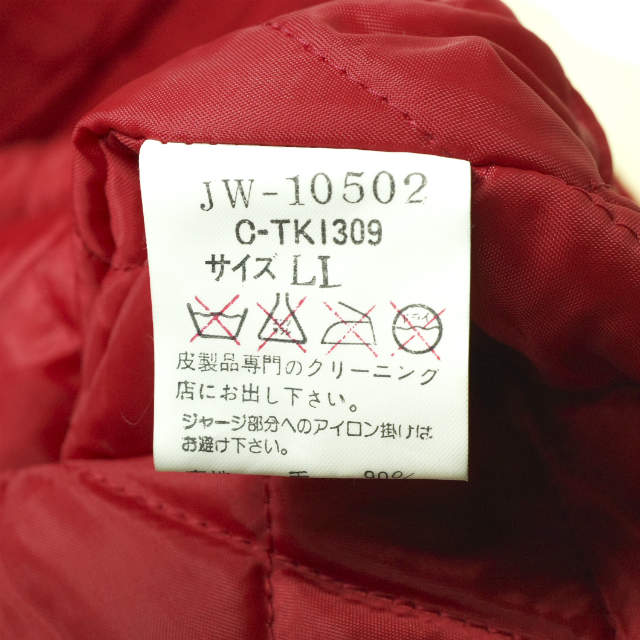 JW-10502
C-TK1309
サイズ LL
皮製品専門のクリーニング
店にお出し下さい。
ジャージ部分へのアイロン掛けは
お避け下さい。
90%